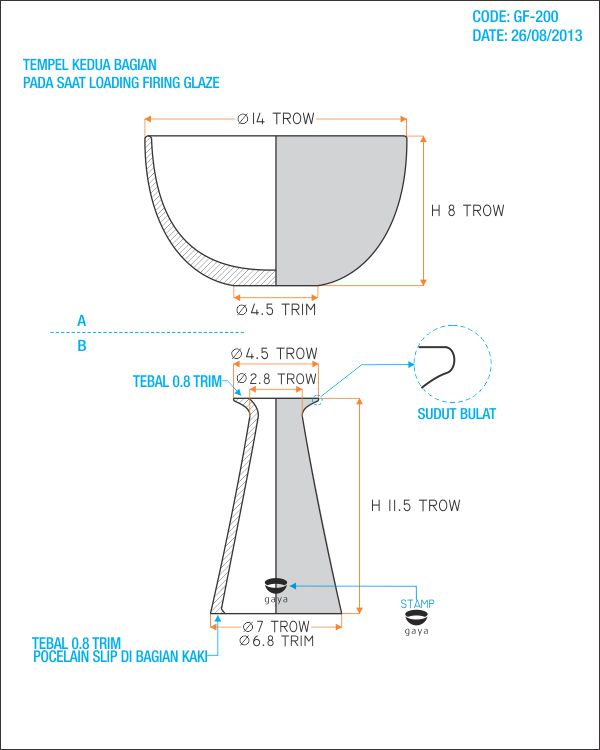 CODE: GF-200
DATE: 26/08/2013
TEMPEL KEDUA BAGIAN
PADA SAAT LOADING FIRING GLAZE
Ø14 TROW
H 8 TROW
Ø4.5 TRIM
A
B
Ø4.5 TROW
TEBAL 0.8 TRIM
Ø2.8 TROW
SUDUT BULAT
H 11.5 TROW
gaya
STAMP
gaya
Ø7 TROW
Ø6.8 TRIM
TEBAL 0.8 TRIM
POCELAIN SLIP DI BAGIAN KAKI